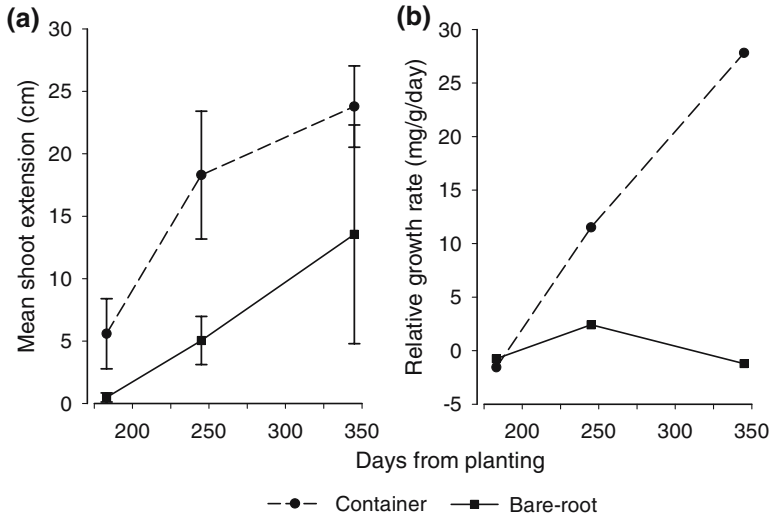 (a)
30
25
20
15
10
5
0
Mean shoot extension (cm)
200 250 300 350
(b)
30
25
20
15
10
5
0
-5
Relative growth rate (mg/g/day)
200 250 300 350
Days from planting
Container Bare-root